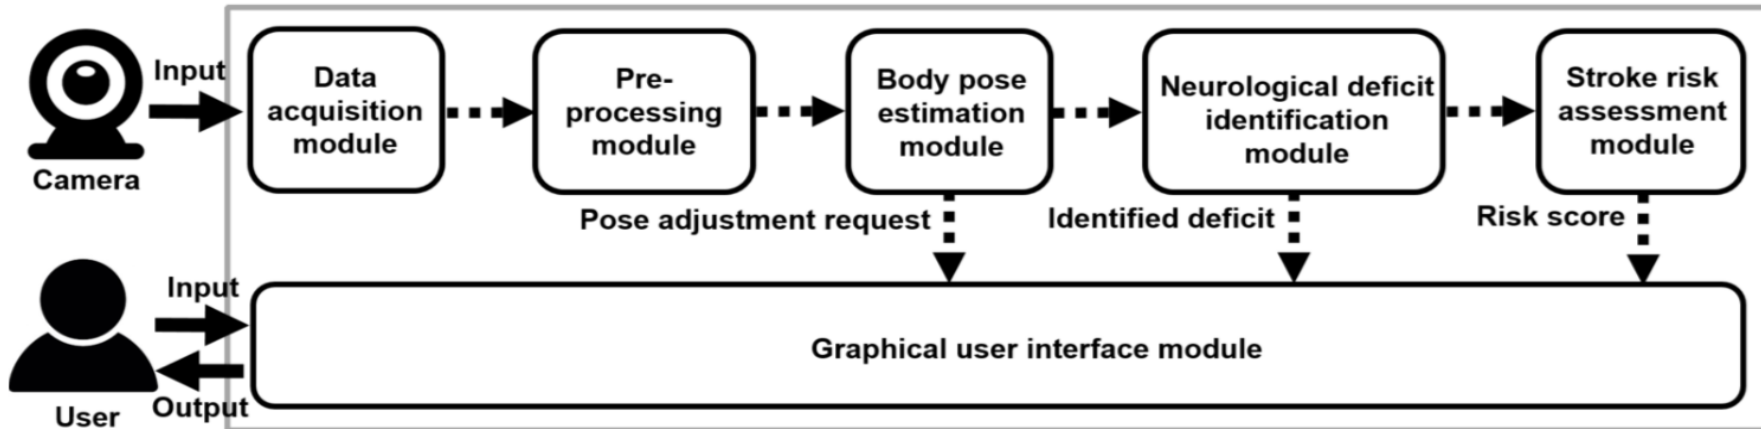 Input
Camera
Data
acquisition
module
Pre-
processing
module
Body pose
estimation
module
Neurological deficit
identification
module
Stroke risk
assessment
module
Pose adjustment request
Identified deficit
Risk score
Input
Output
User
Graphical user interface module